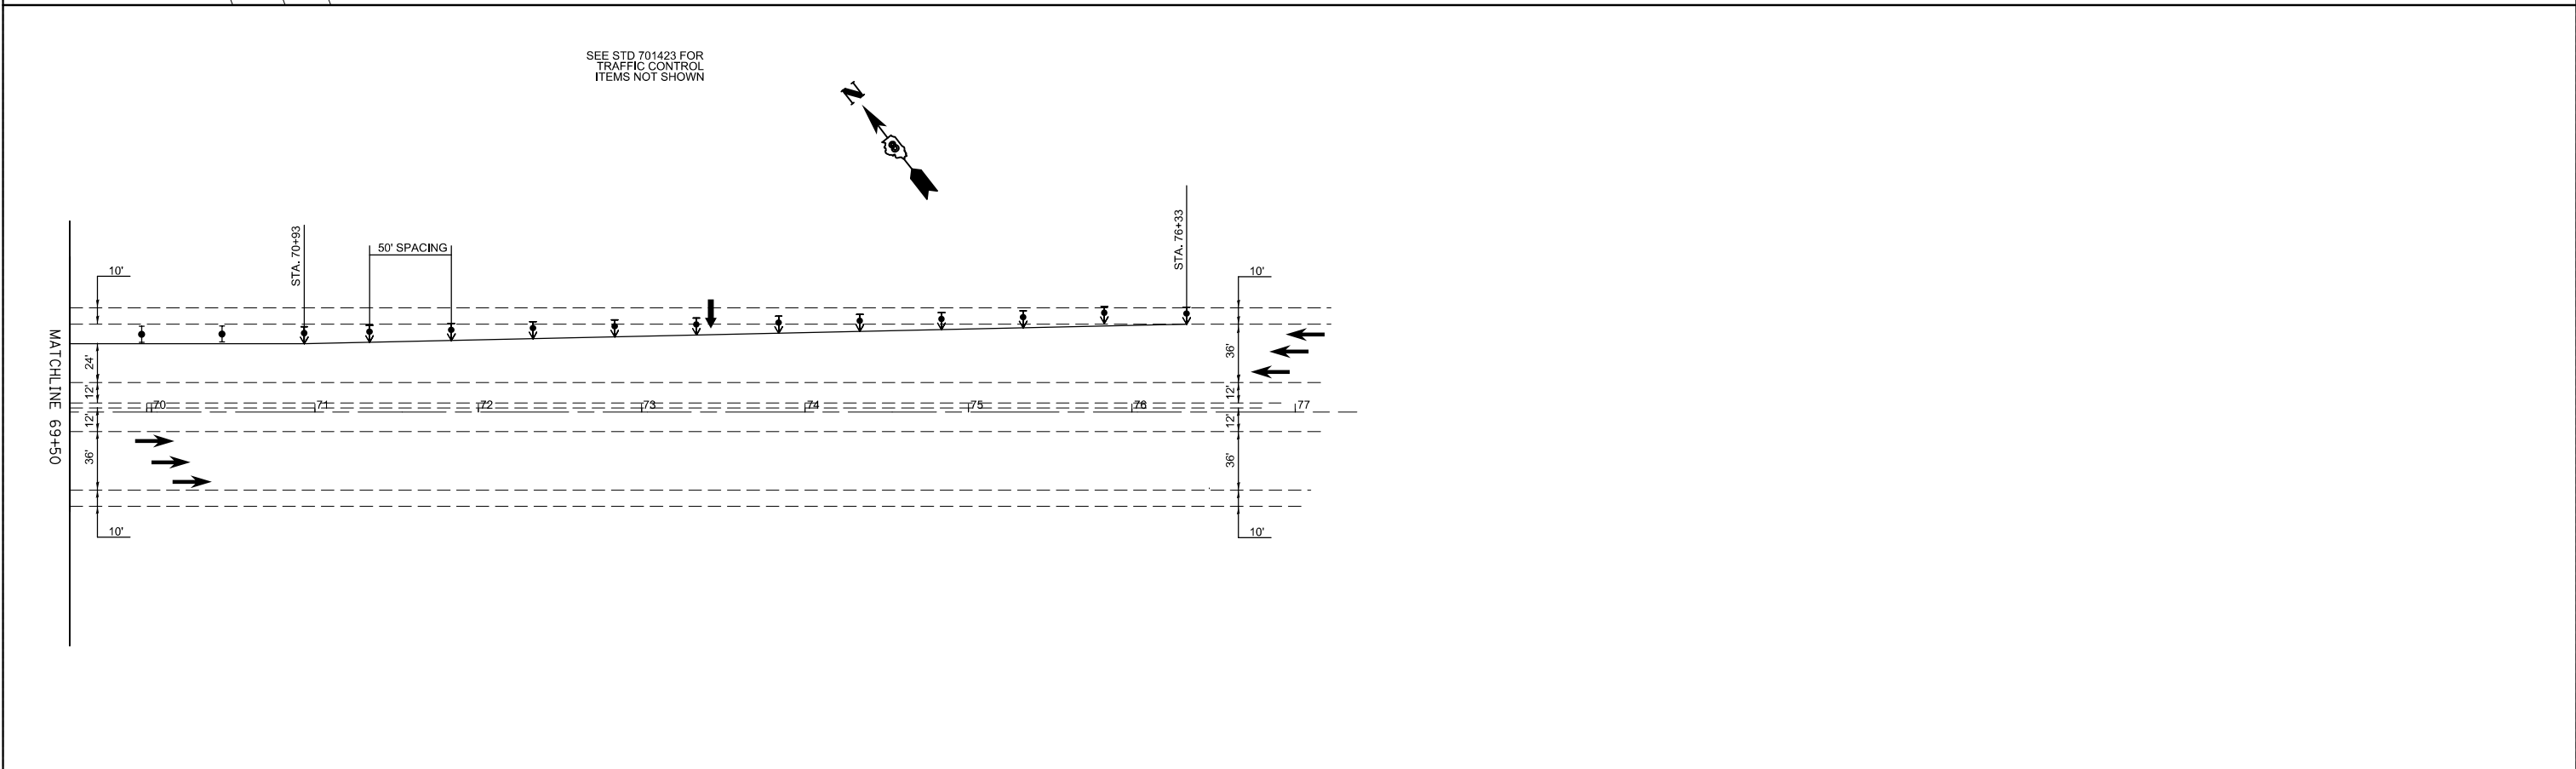 SEE STD 701423 FOR
TRAFFIC CONTROL
ITEMS NOT SHOWN
N
STA. 70+93
50' SPACING
STA. 76+33
10'
10'
MATCHLINE 69+50
24'
12'
12'
36'
10'
36'
12'
12'
36'
10'
70
71
72
73
74
75
76
77